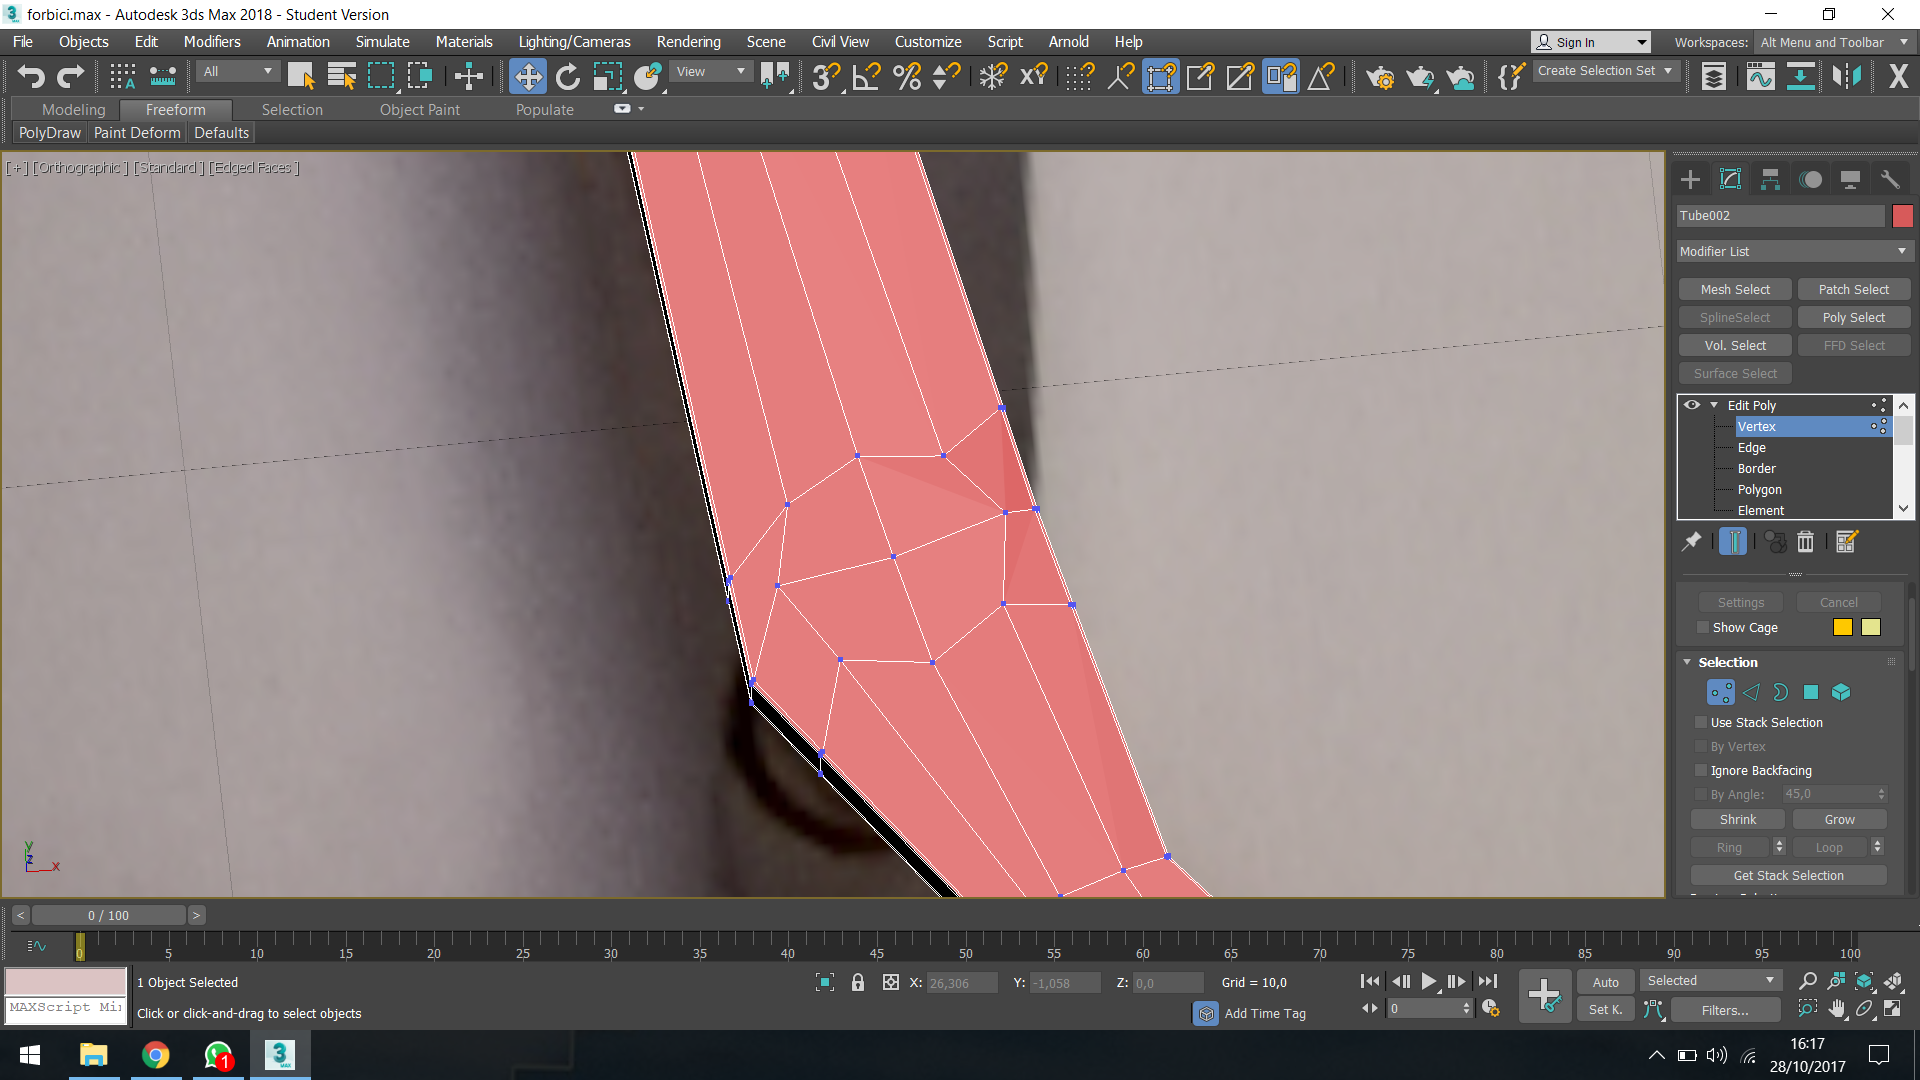 forbici.max - Autodesk 3ds Max 2018 - Student Version
File Objects Edit Modifiers Animation Simulate Materials Lighting/Cameras Rendering Scene Civil View Customize Script Arnold Help Sign In Workspaces: Alt Menu and Toolbar
All View Create Selection Set
Modeling Freeform Selection Object Paint Populate
PolyDraw Paint Deform Defaults
[+] [Orthographic] [Standard] [Edged Faces]
Tube002
Modifier List
Mesh Select Patch Select
SplineSelect Poly Select
Vol. Select FFD Select
Surface Select
Edit Poly
Vertex
Edge
Border
Polygon
Element
Settings Cancel
Show Cage
Selection
Use Stack Selection
By Vertex
Ignore Backfacing
By Angle: 45,0
Shrink Grow
Ring Loop
Get Stack Selection
y
z
x
< 0 / 100 >
0 5 10 15 20 25 30 35 40 45 50 55 60 65 70 75 80 85 90 95 100
1 Object Selected X: 26,306 Y: -1,058 Z: 0,0 Grid = 10,0 Auto Selected
MAXScript Mi
Click or click-and-drag to select objects Add Time Tag 0 Set K. Filters...
1
3
MAX
16:17
28/10/2017